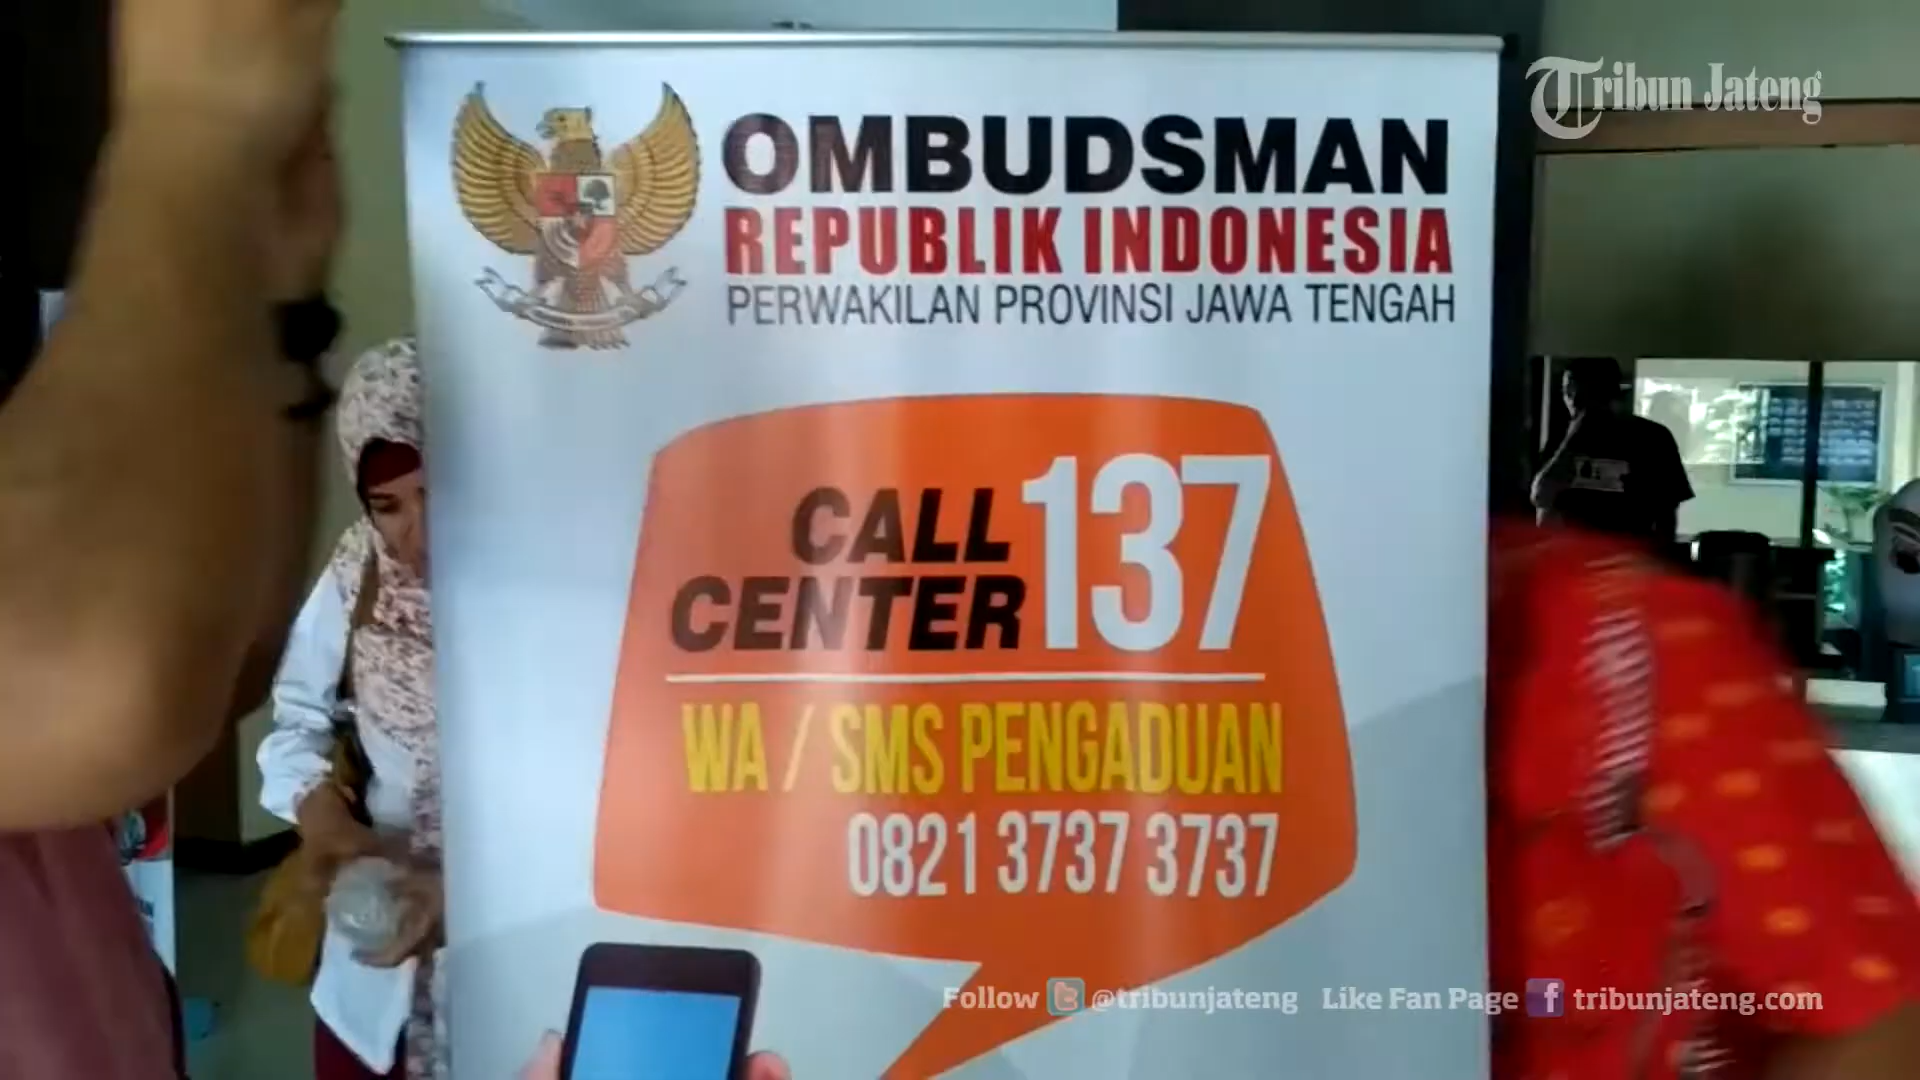 Tribun Jateng
OMBUDSMAN
REPUBLIK INDONESIA
PERWAKILAN PROVINSI JAWA TENGAH
CALL
CENTER 137
WA / SMS PENGADUAN
0821 3737 3737
Follow @tribunjateng Like Fan Page tribunjateng.com